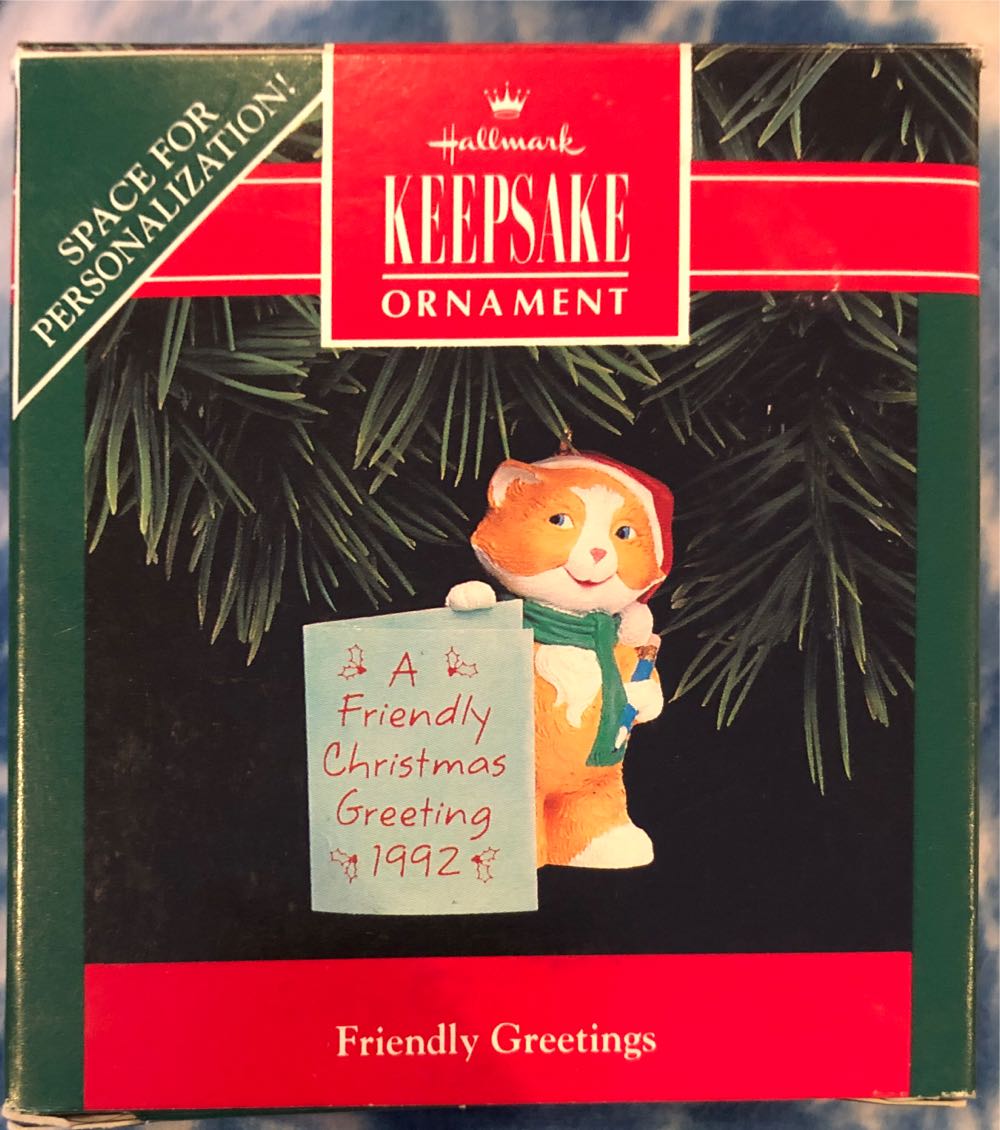 SPACE FOR
PERSONALIZATION!
Hallmark
KEEPSAKE
ORNAMENT
A
Friendly
Christmas
Greeting
1992
Friendly Greetings